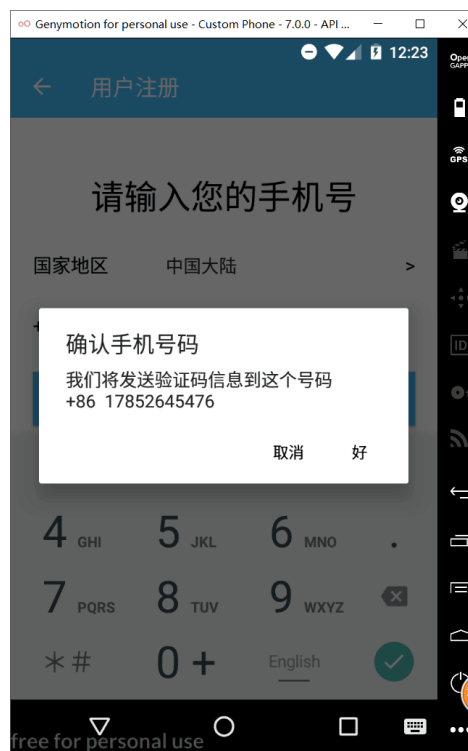 Genymotion for personal use - Custom Phone - 7.0.0 - API ...
12:23
Open
GAPP
用户注册
GPS
请输入您的手机号
国家地区 中国大陆 >
+
确认手机号码
我们将发送验证码信息到这个号码
+86 17852645476
取消 好
ID
4 GHI 5 JKL 6 MNO .
7 PQRS 8 TUV 9 WXYZ
*# 0 + English
free for personal use